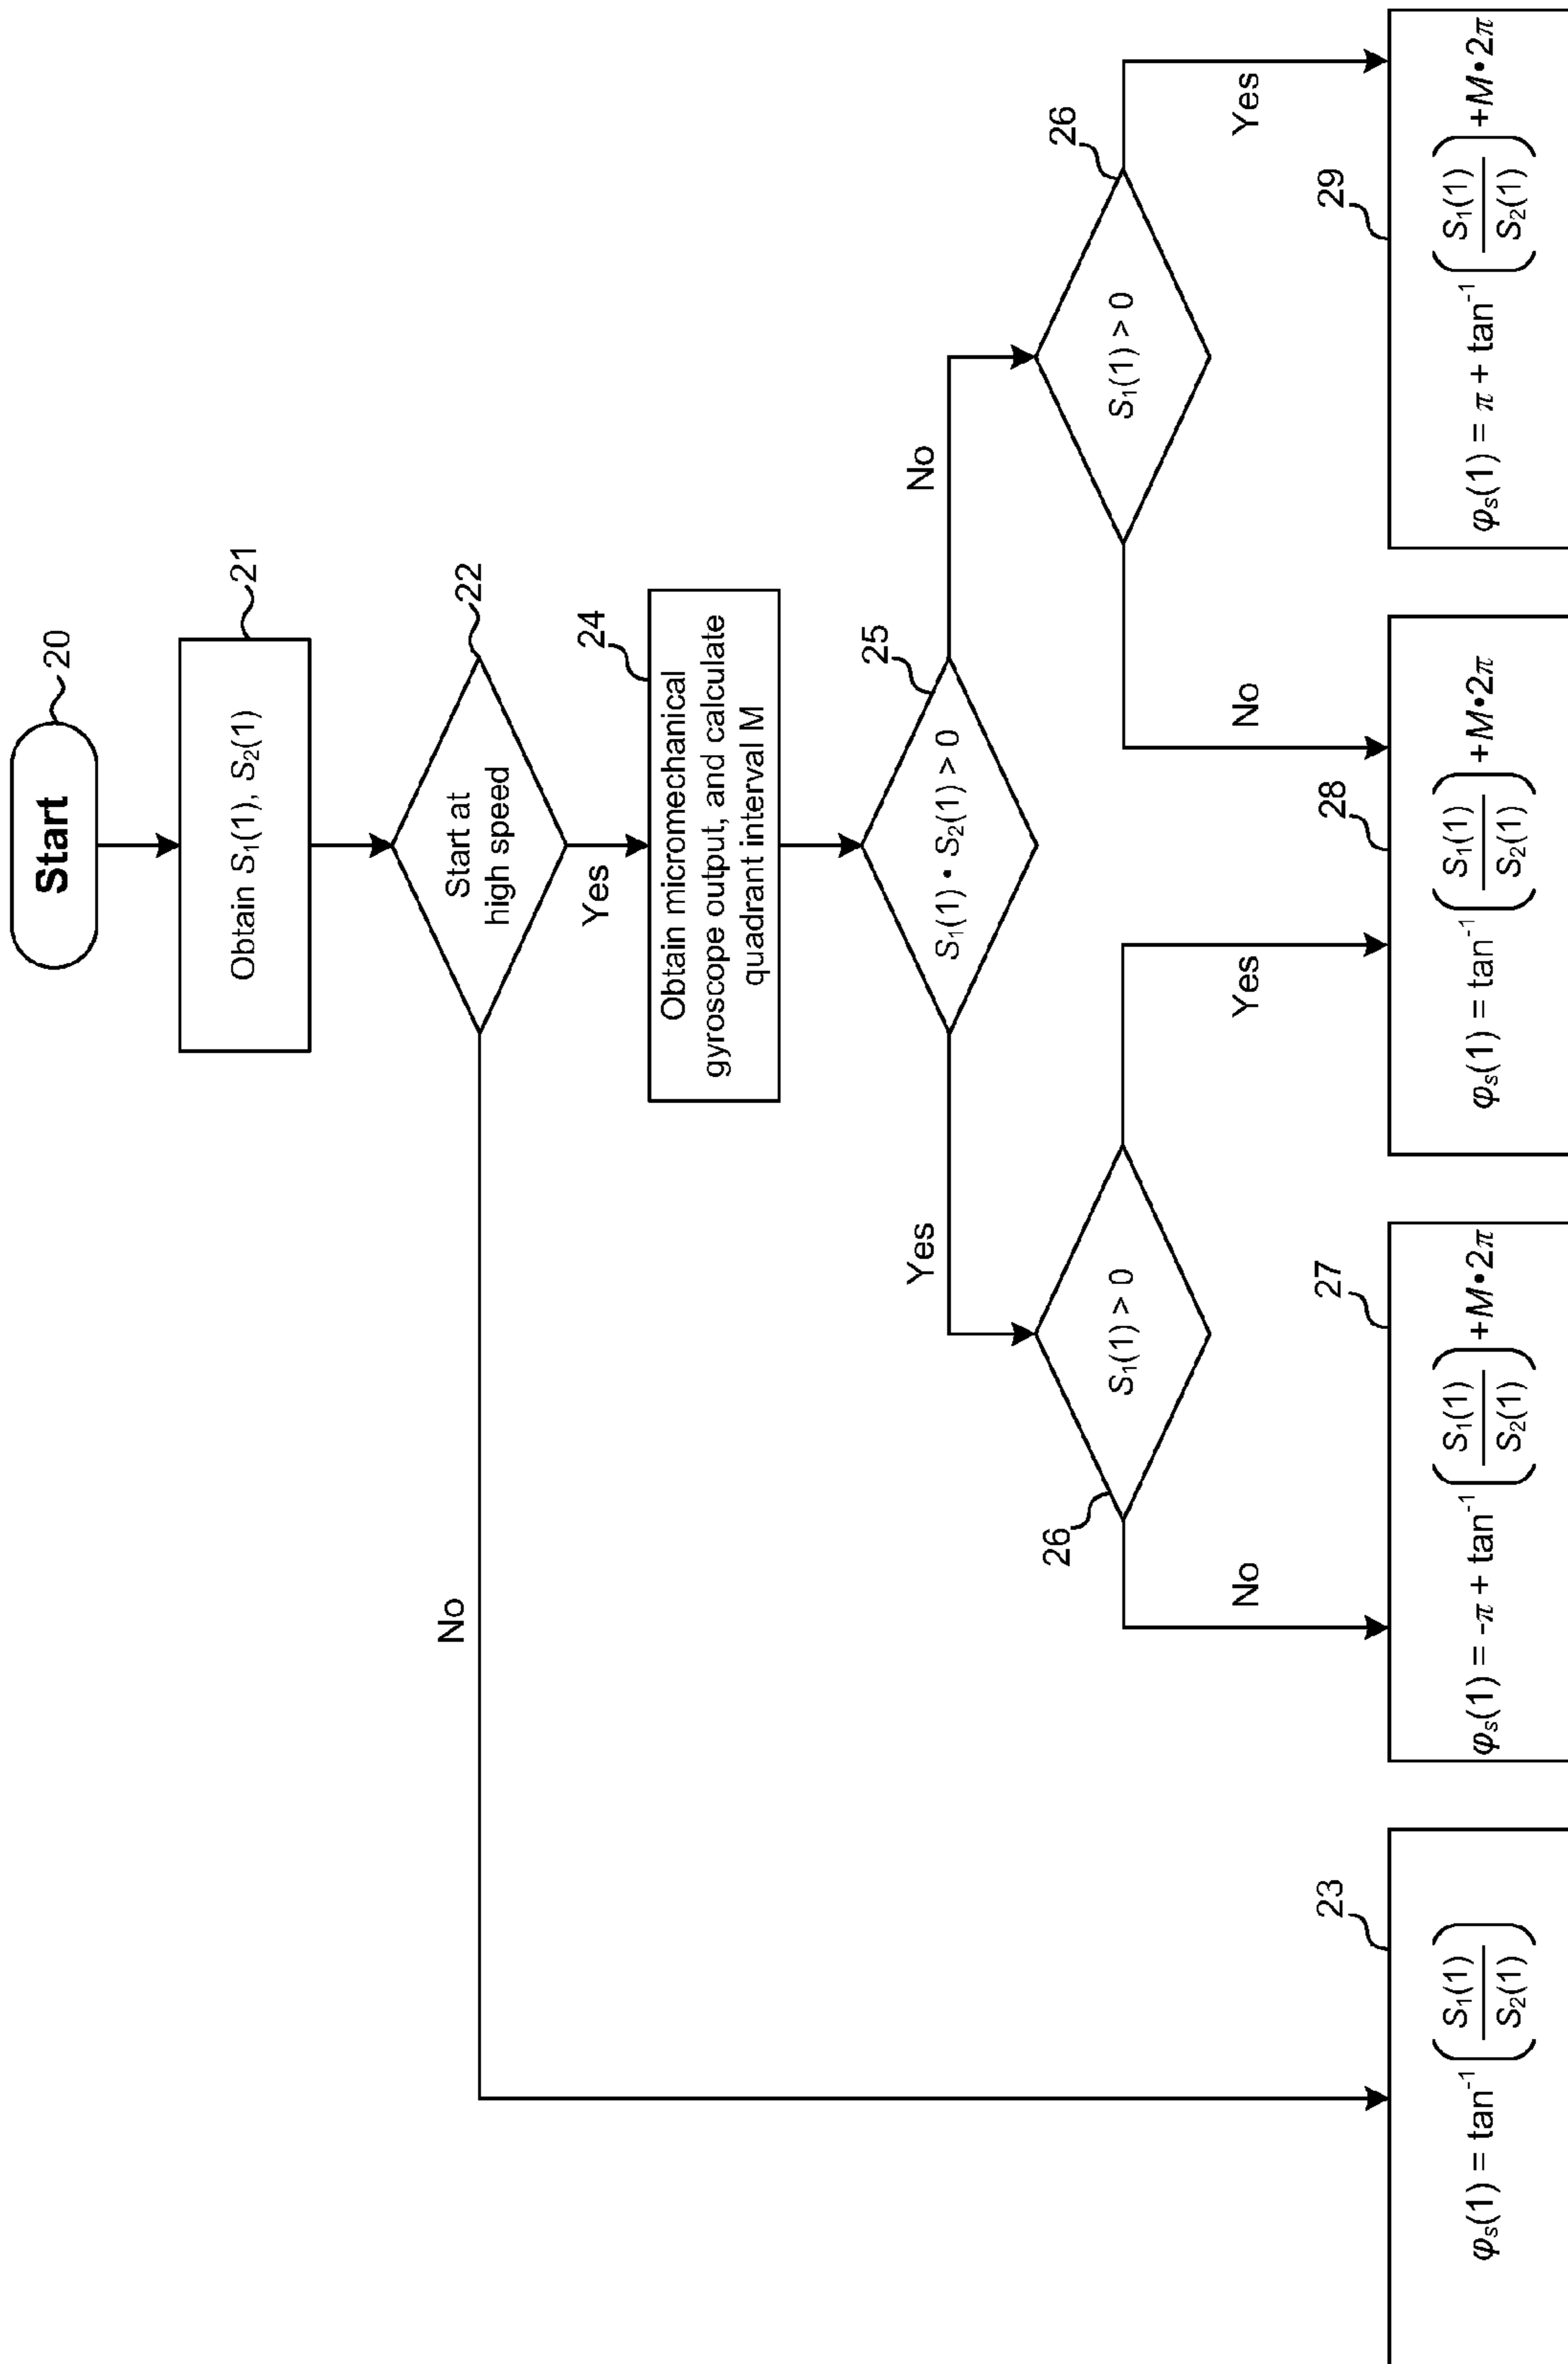 Start
20
Obtain S₁(1), S₂(1)
21
Start at
high speed
22
No
Yes
24
Obtain micromechanical
gyroscope output, and calculate
quadrant interval M
25
S₁(1) • S₂(1) > 0
Yes
No
26
S₁(1) > 0
No
Yes
26
S₁(1) > 0
No
Yes
23
φₛ(1) = tan⁻¹ (S₁(1) / S₂(1))
27
φₛ(1) = -π + tan⁻¹ (S₁(1) / S₂(1)) +M•2π
28
φₛ(1) = tan⁻¹ (S₁(1) / S₂(1)) +M•2π
29
φₛ(1) = π + tan⁻¹ (S₁(1) / S₂(1)) +M•2π